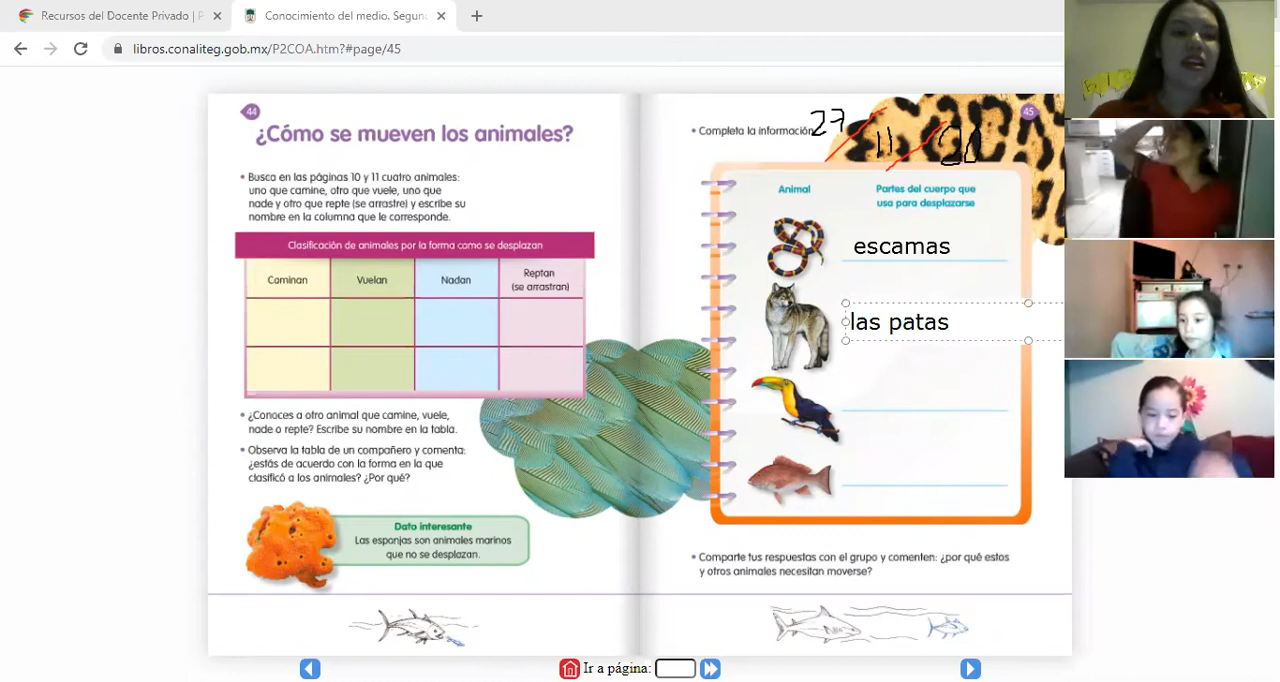 Recursos del Docente Privado | P
Conocimiento del medio. Segund
libros.conaliteg.gob.mx/P2COA.htm?#page/45
44
¿Cómo se mueven los animales?
• Busca en las páginas 10 y 11 cuatro animales:
uno que camine, otro que vuele, uno que
nade y otro que repte (se arrastre) y escribe su
nombre en la columna que le corresponde.
Clasificación de animales por la forma como se desplazan
Caminan
Vuelan
Nadan
Reptan
(se arrastran)
• ¿Conoces a otro animal que camine, vuele,
nade o repte? Escribe su nombre en la tabla.
• Observa la tabla de un compañero y comenta:
¿estás de acuerdo con la forma en la que
clasificó a los animales? ¿Por qué?
Dato interesante
Las esponjas son animales marinos
que no se desplazan.
45
• Completa la información.
27 11 20
Animal
Partes del cuerpo que
usa para desplazarse
escamas
las patas
• Comparte tus respuestas con el grupo y comenten: ¿por qué estos
y otros animales necesitan moverse?
Ir a página: